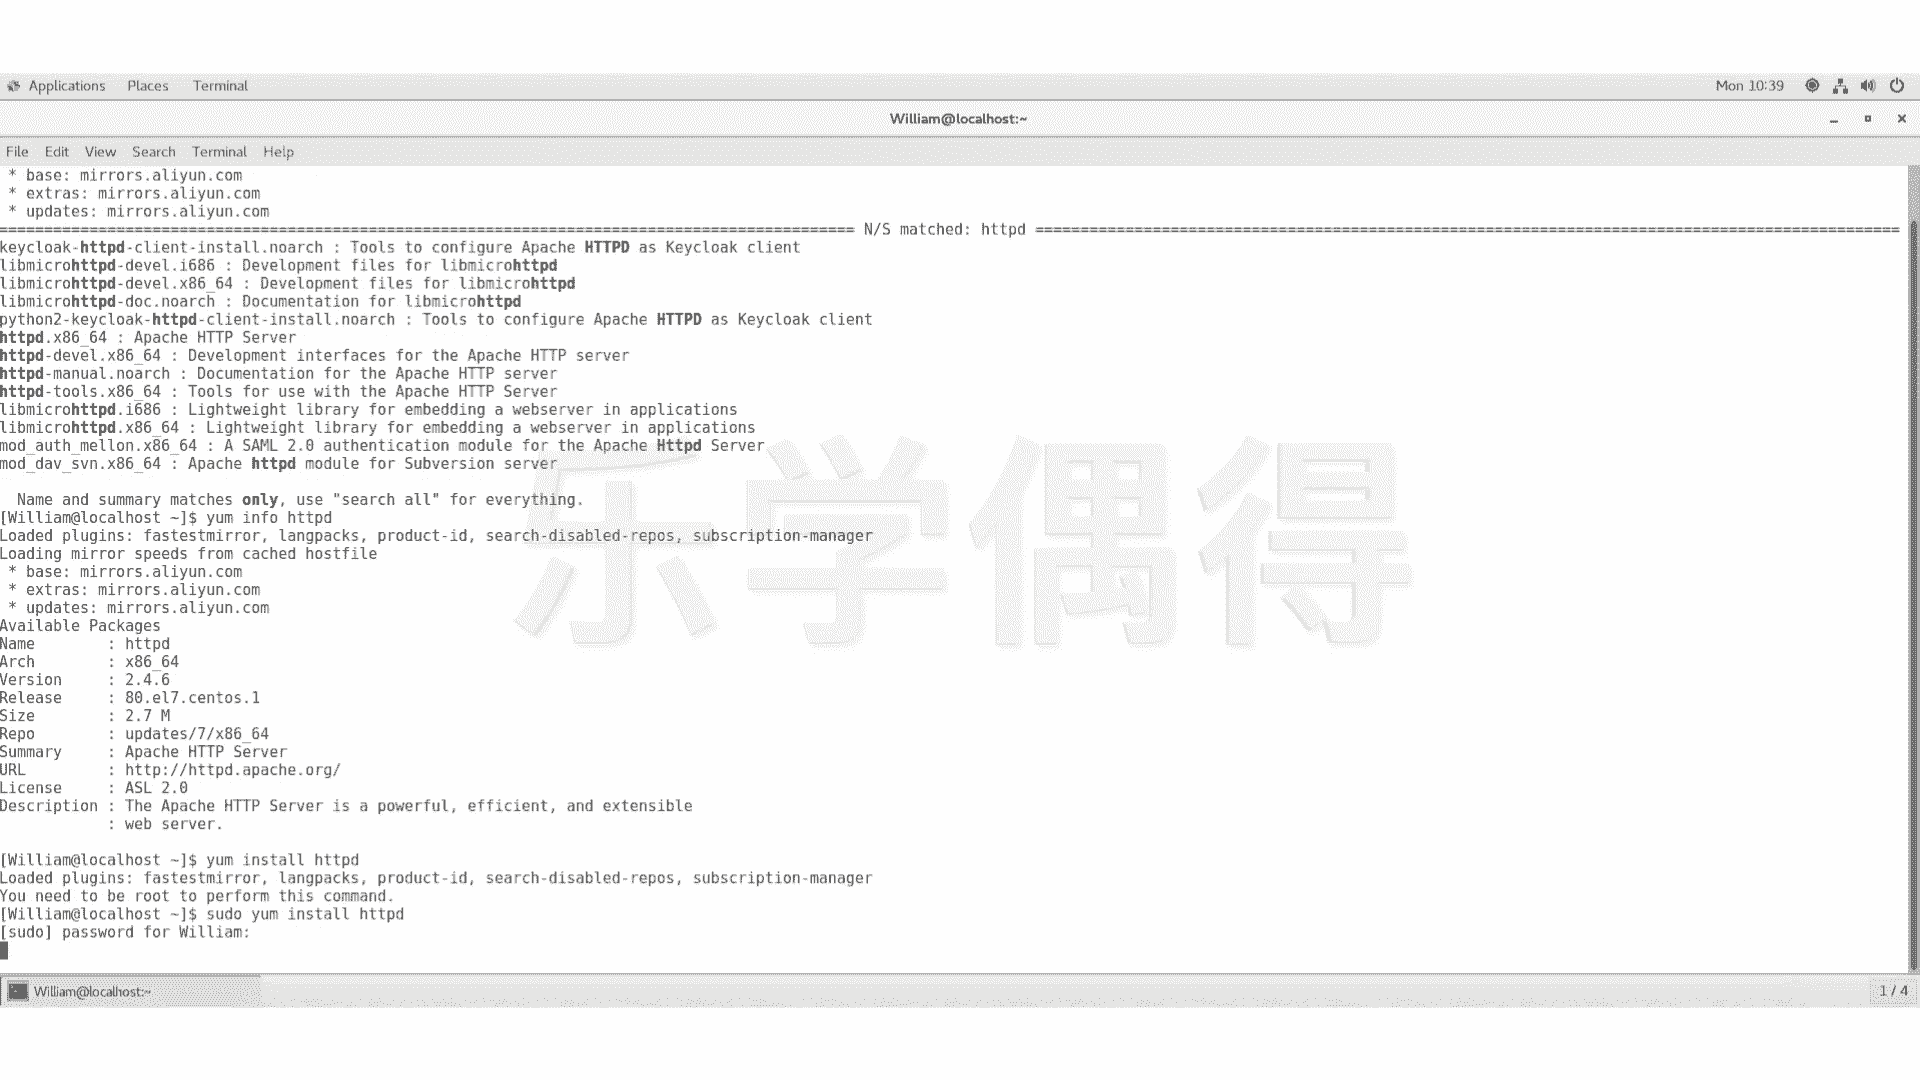 Applications Places Terminal Mon 10:39
William@localhost:~
File Edit View Search Terminal Help
* base: mirrors.aliyun.com
* extras: mirrors.aliyun.com
* updates: mirrors.aliyun.com
=============================================================================================== N/S matched: httpd ================================================================================================
keycloak-httpd-client-install.noarch : Tools to configure Apache HTTPD as Keycloak client
libmicrohttpd-devel.i686 : Development files for libmicrohttpd
libmicrohttpd-devel.x86_64 : Development files for libmicrohttpd
libmicrohttpd-doc.noarch : Documentation for libmicrohttpd
python2-keycloak-httpd-client-install.noarch : Tools to configure Apache HTTPD as Keycloak client
httpd.x86_64 : Apache HTTP Server
httpd-devel.x86_64 : Development interfaces for the Apache HTTP server
httpd-manual.noarch : Documentation for the Apache HTTP server
httpd-tools.x86_64 : Tools for use with the Apache HTTP Server
libmicrohttpd.i686 : Lightweight library for embedding a webserver in applications
libmicrohttpd.x86_64 : Lightweight library for embedding a webserver in applications
mod_auth_mellon.x86_64 : A SAML 2.0 authentication module for the Apache Httpd Server
mod_dav_svn.x86_64 : Apache httpd module for Subversion server
Name and summary matches only, use "search all" for everything.
[William@localhost ~]$ yum info httpd
Loaded plugins: fastestmirror, langpacks, product-id, search-disabled-repos, subscription-manager
Loading mirror speeds from cached hostfile
* base: mirrors.aliyun.com
* extras: mirrors.aliyun.com
* updates: mirrors.aliyun.com
Available Packages
Name : httpd
Arch : x86_64
Version : 2.4.6
Release : 80.el7.centos.1
Size : 2.7 M
Repo : updates/7/x86_64
Summary : Apache HTTP Server
URL : http://httpd.apache.org/
License : ASL 2.0
Description : The Apache HTTP Server is a powerful, efficient, and extensible
: web server.
[William@localhost ~]$ yum install httpd
Loaded plugins: fastestmirror, langpacks, product-id, search-disabled-repos, subscription-manager
You need to be root to perform this command.
[William@localhost ~]$ sudo yum install httpd
[sudo] password for William:
William@localhost:~ 1 / 4
乐学偶得